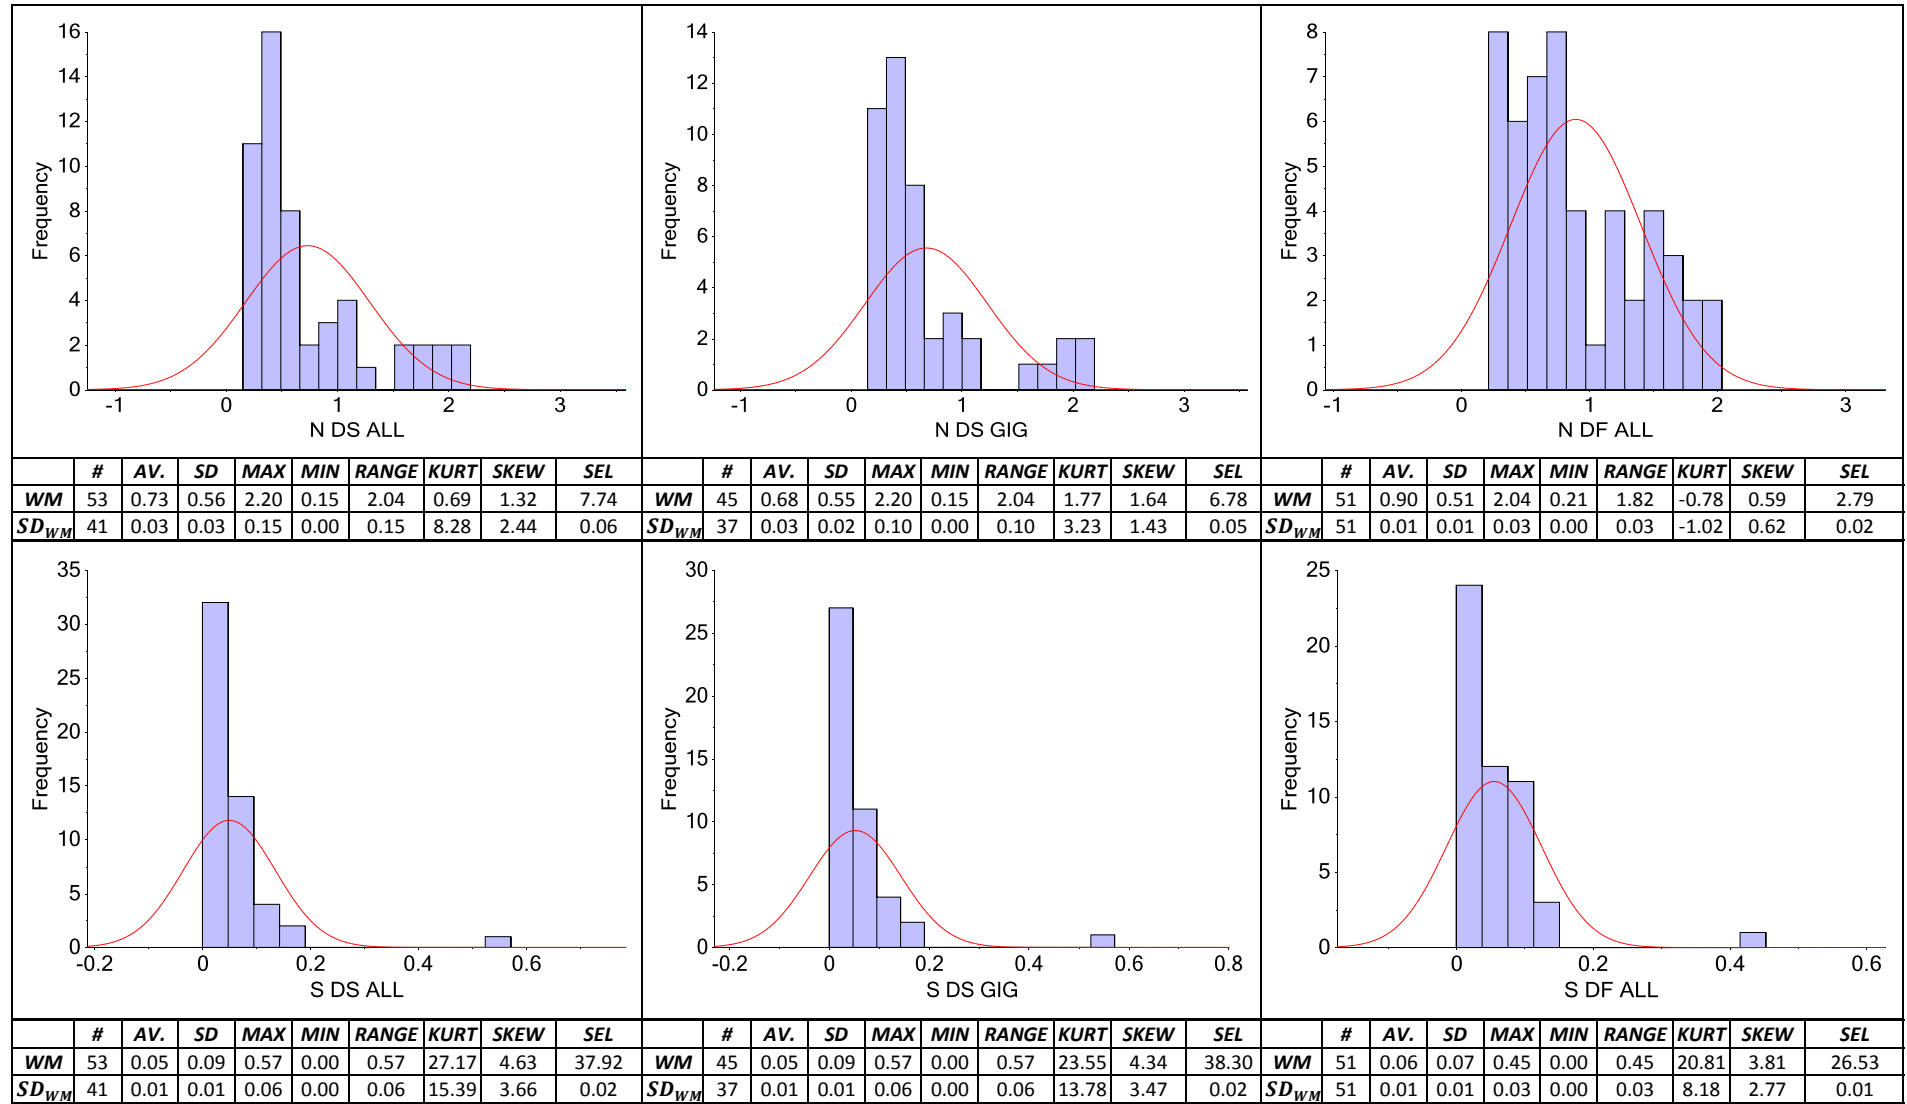 16
14
12
10
8
6
4
2
0
Frequency
-1 0 1 2 3
N DS ALL
# AV. SD MAX MIN RANGE KURT SKEW SEL
WM 53 0.73 0.56 2.20 0.15 2.04 0.69 1.32 7.74
SD_WM 41 0.03 0.03 0.15 0.00 0.15 8.28 2.44 0.06
14
12
10
8
6
4
2
0
Frequency
-1 0 1 2 3
N DS GIG
# AV. SD MAX MIN RANGE KURT SKEW SEL
WM 45 0.68 0.55 2.20 0.15 2.04 1.77 1.64 6.78
SD_WM 37 0.03 0.02 0.10 0.00 0.10 3.23 1.43 0.05
8
7
6
5
4
3
2
1
0
Frequency
-1 0 1 2 3
N DF ALL
# AV. SD MAX MIN RANGE KURT SKEW SEL
WM 51 0.90 0.51 2.04 0.21 1.82 -0.78 0.59 2.79
SD_WM 51 0.01 0.01 0.03 0.00 0.03 -1.02 0.62 0.02
35
30
25
20
15
10
5
0
Frequency
-0.2 0 0.2 0.4 0.6
S DS ALL
# AV. SD MAX MIN RANGE KURT SKEW SEL
WM 53 0.05 0.09 0.57 0.00 0.57 27.17 4.63 37.92
SD_WM 41 0.01 0.01 0.06 0.00 0.06 15.39 3.66 0.02
30
25
20
15
10
5
0
Frequency
-0.2 0 0.2 0.4 0.6 0.8
S DS GIG
# AV. SD MAX MIN RANGE KURT SKEW SEL
WM 45 0.05 0.09 0.57 0.00 0.57 23.55 4.34 38.30
SD_WM 37 0.01 0.01 0.06 0.00 0.06 13.78 3.47 0.02
25
20
15
10
5
0
Frequency
0 0.2 0.4 0.6
S DF ALL
# AV. SD MAX MIN RANGE KURT SKEW SEL
WM 51 0.06 0.07 0.45 0.00 0.45 20.81 3.81 26.53
SD_WM 51 0.01 0.01 0.03 0.00 0.03 8.18 2.77 0.01